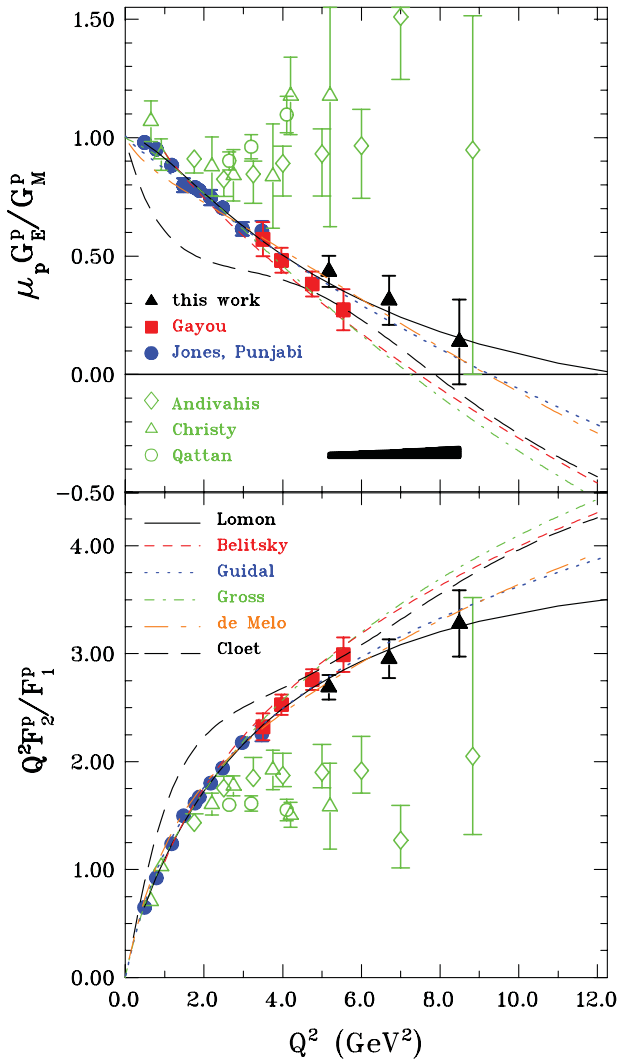 1.50
1.00
0.50
0.00
−0.50
μ_p G_E^p/G_M^p
this work
Gayou
Jones, Punjabi
Andivahis
Christy
Qattan
4.00
3.00
2.00
1.00
0.00
Q²F_2^p/F_1^p
Lomon
Belitsky
Guidal
Gross
de Melo
Cloet
0.0 2.0 4.0 6.0 8.0 10.0 12.0
Q² (GeV²)